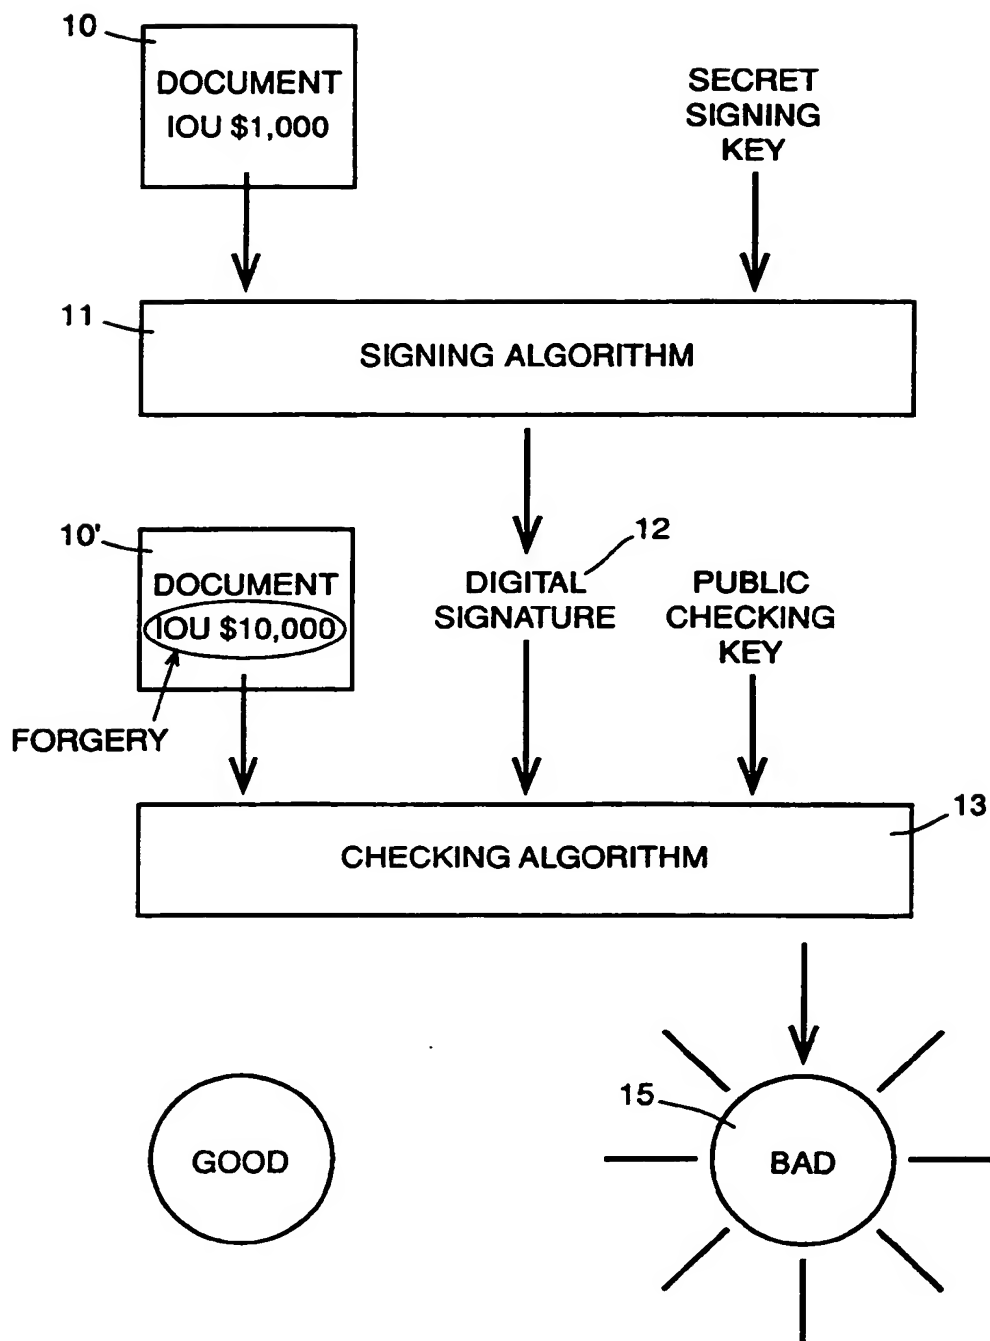 10
DOCUMENT
IOU $1,000
SECRET
SIGNING
KEY
11
SIGNING ALGORITHM
10'
DOCUMENT
IOU $10,000
FORGERY
12
DIGITAL
SIGNATURE
PUBLIC
CHECKING
KEY
13
CHECKING ALGORITHM
GOOD
15
BAD